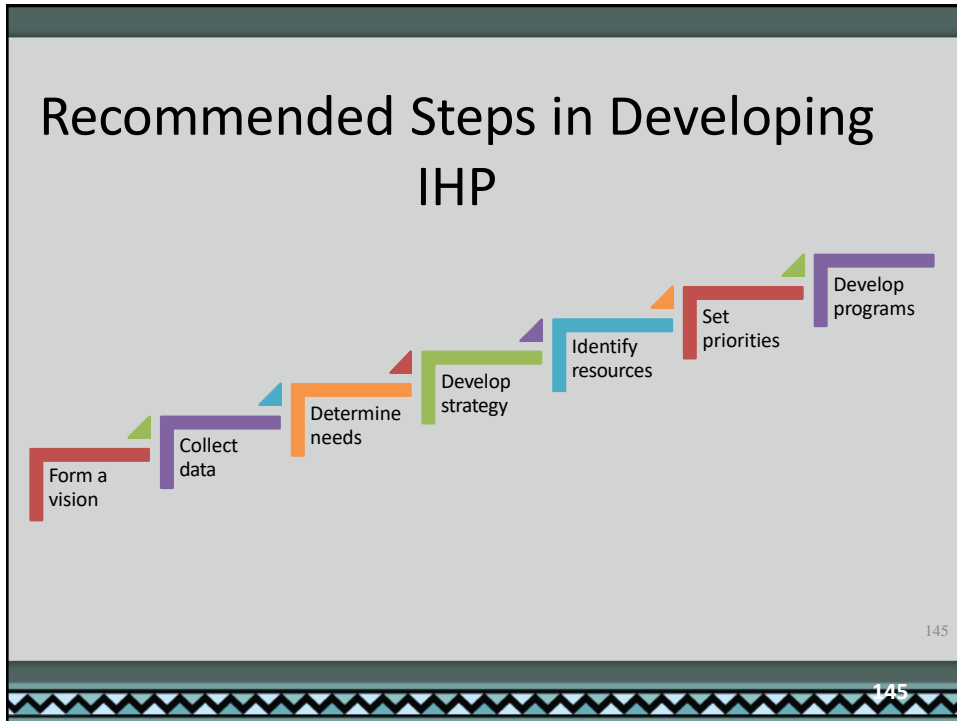 Recommended Steps in Developing
IHP
Form a
vision
Collect
data
Determine
needs
Develop
strategy
Identify
resources
Set
priorities
Develop
programs
145
145